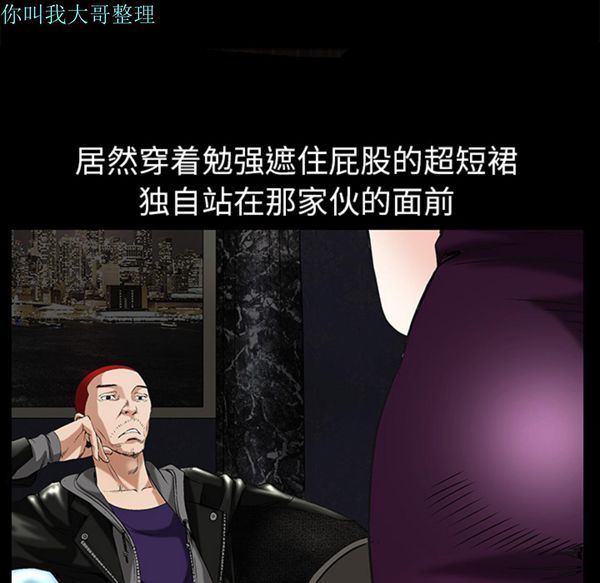 你叫我大哥整理
居然穿着勉强遮住屁股的超短裙
独自站在那家伙的面前